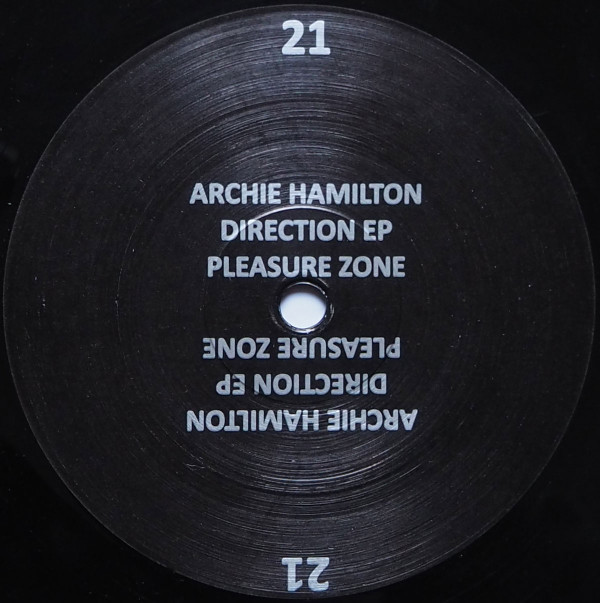 21
ARCHIE HAMILTON
DIRECTION EP
PLEASURE ZONE
PLEASURE ZONE
DIRECTION EP
ARCHIE HAMILTON
21